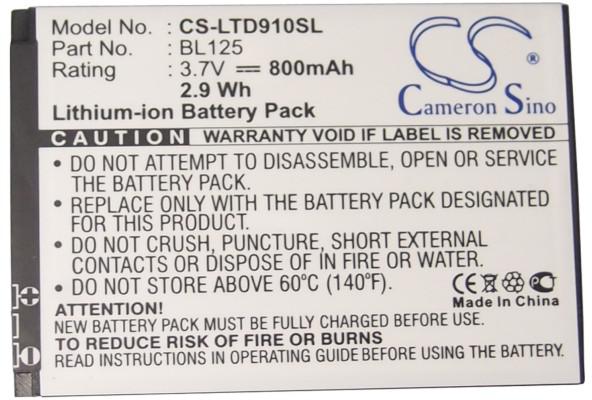 Model No.: CS-LTD910SL
Part No.: BL125
Rating: 3.7V 800mAh
2.9 Wh
Lithium-ion Battery Pack
CS ®
Cameron Sino
CAUTION WARRANTY VOID IF LABEL IS REMOVED
• DO NOT ATTEMPT TO DISASSEMBLE, OPEN OR SERVICE
THE BATTERY PACK.
• REPLACE ONLY WITH THE BATTERY PACK DESIGNATED
FOR THIS PRODUCT
• DO NOT CRUSH, PUNCTURE, SHORT EXTERNAL CONTACTS
OR DISPOSE OF IN FIRE OR WATER
• DO NOT STORE ABOVE 60°C (140°F)
CE
Made In China
ATTENTION:
NEW BATTERY PACK MUST BE CHARGED BEFORE USE
TO REDUCE RISK OF FIRE OR BURNS
PLEASE READ THE OPERATING GUIDE BEFORE USING BATTERY
+
-